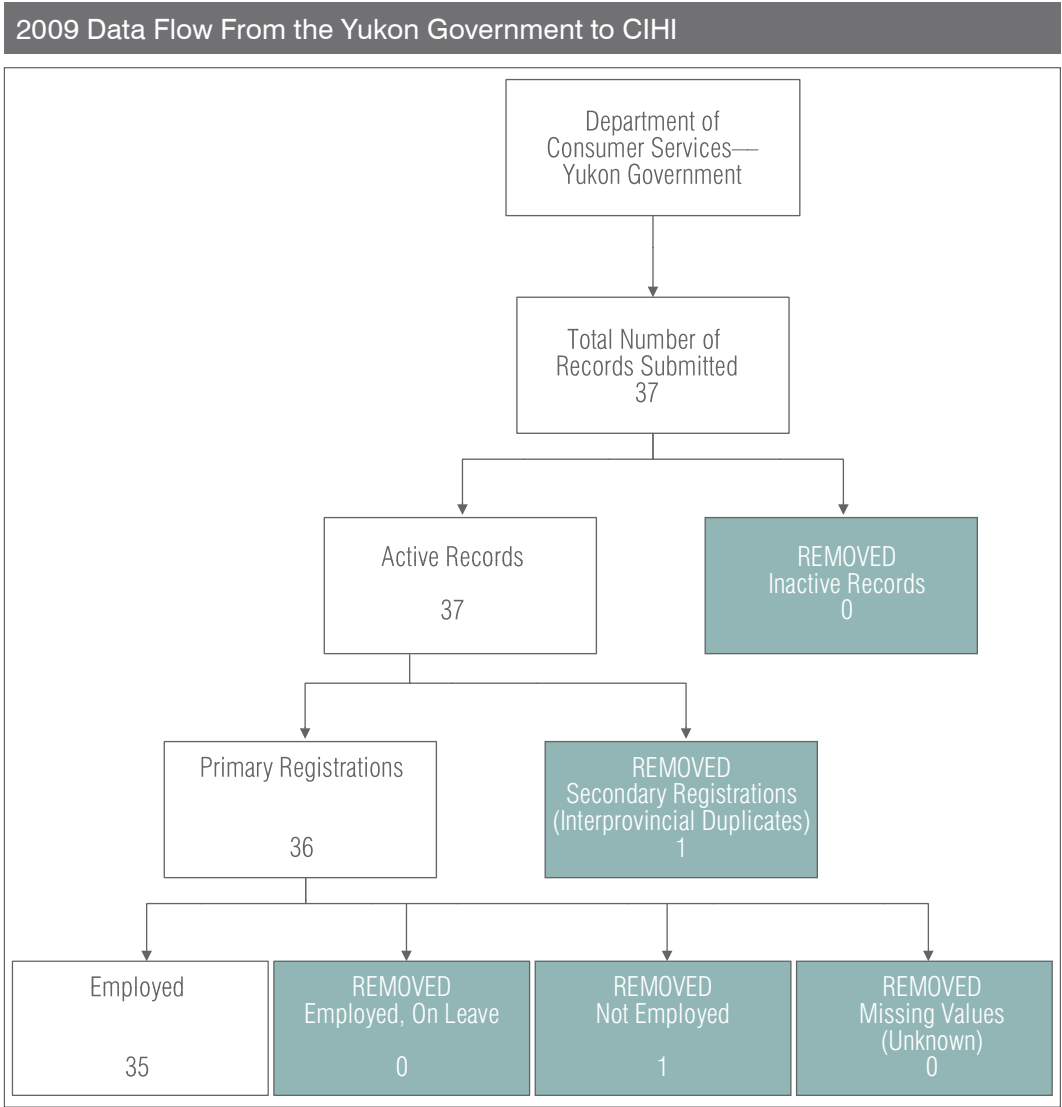 2009 Data Flow From the Yukon Government to CIHI
Department of
Consumer Services—
Yukon Government
Total Number of
Records Submitted
37
Active Records
37
REMOVED
Inactive Records
0
Primary Registrations
36
REMOVED
Secondary Registrations
(Interprovincial Duplicates)
1
Employed
35
REMOVED
Employed, On Leave
0
REMOVED
Not Employed
1
REMOVED
Missing Values
(Unknown)
0